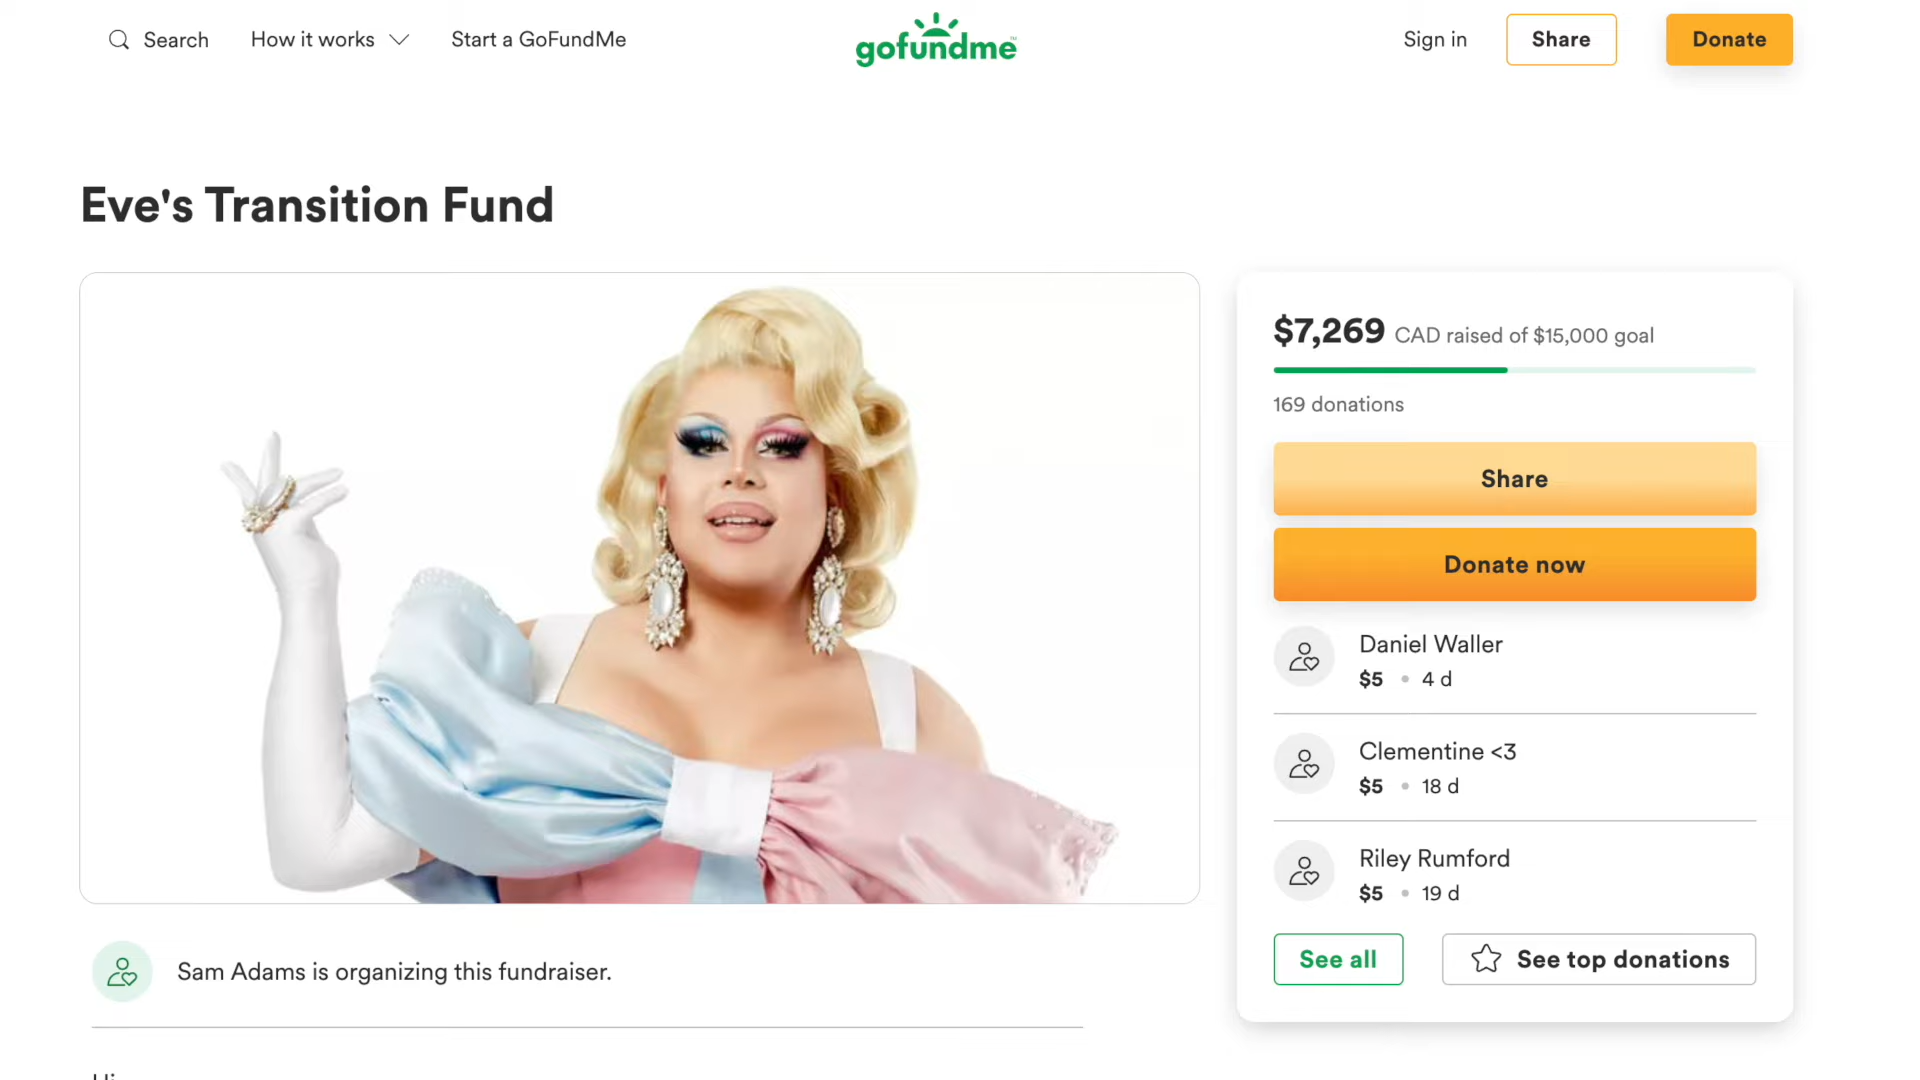 Search How it works Start a GoFundMe gofundme Sign in Share Donate
Eve's Transition Fund
$7,269 CAD raised of $15,000 goal
169 donations
Share
Donate now
Daniel Waller
$5 • 4 d
Clementine <3
$5 • 18 d
Riley Rumford
$5 • 19 d
See all See top donations
Sam Adams is organizing this fundraiser.